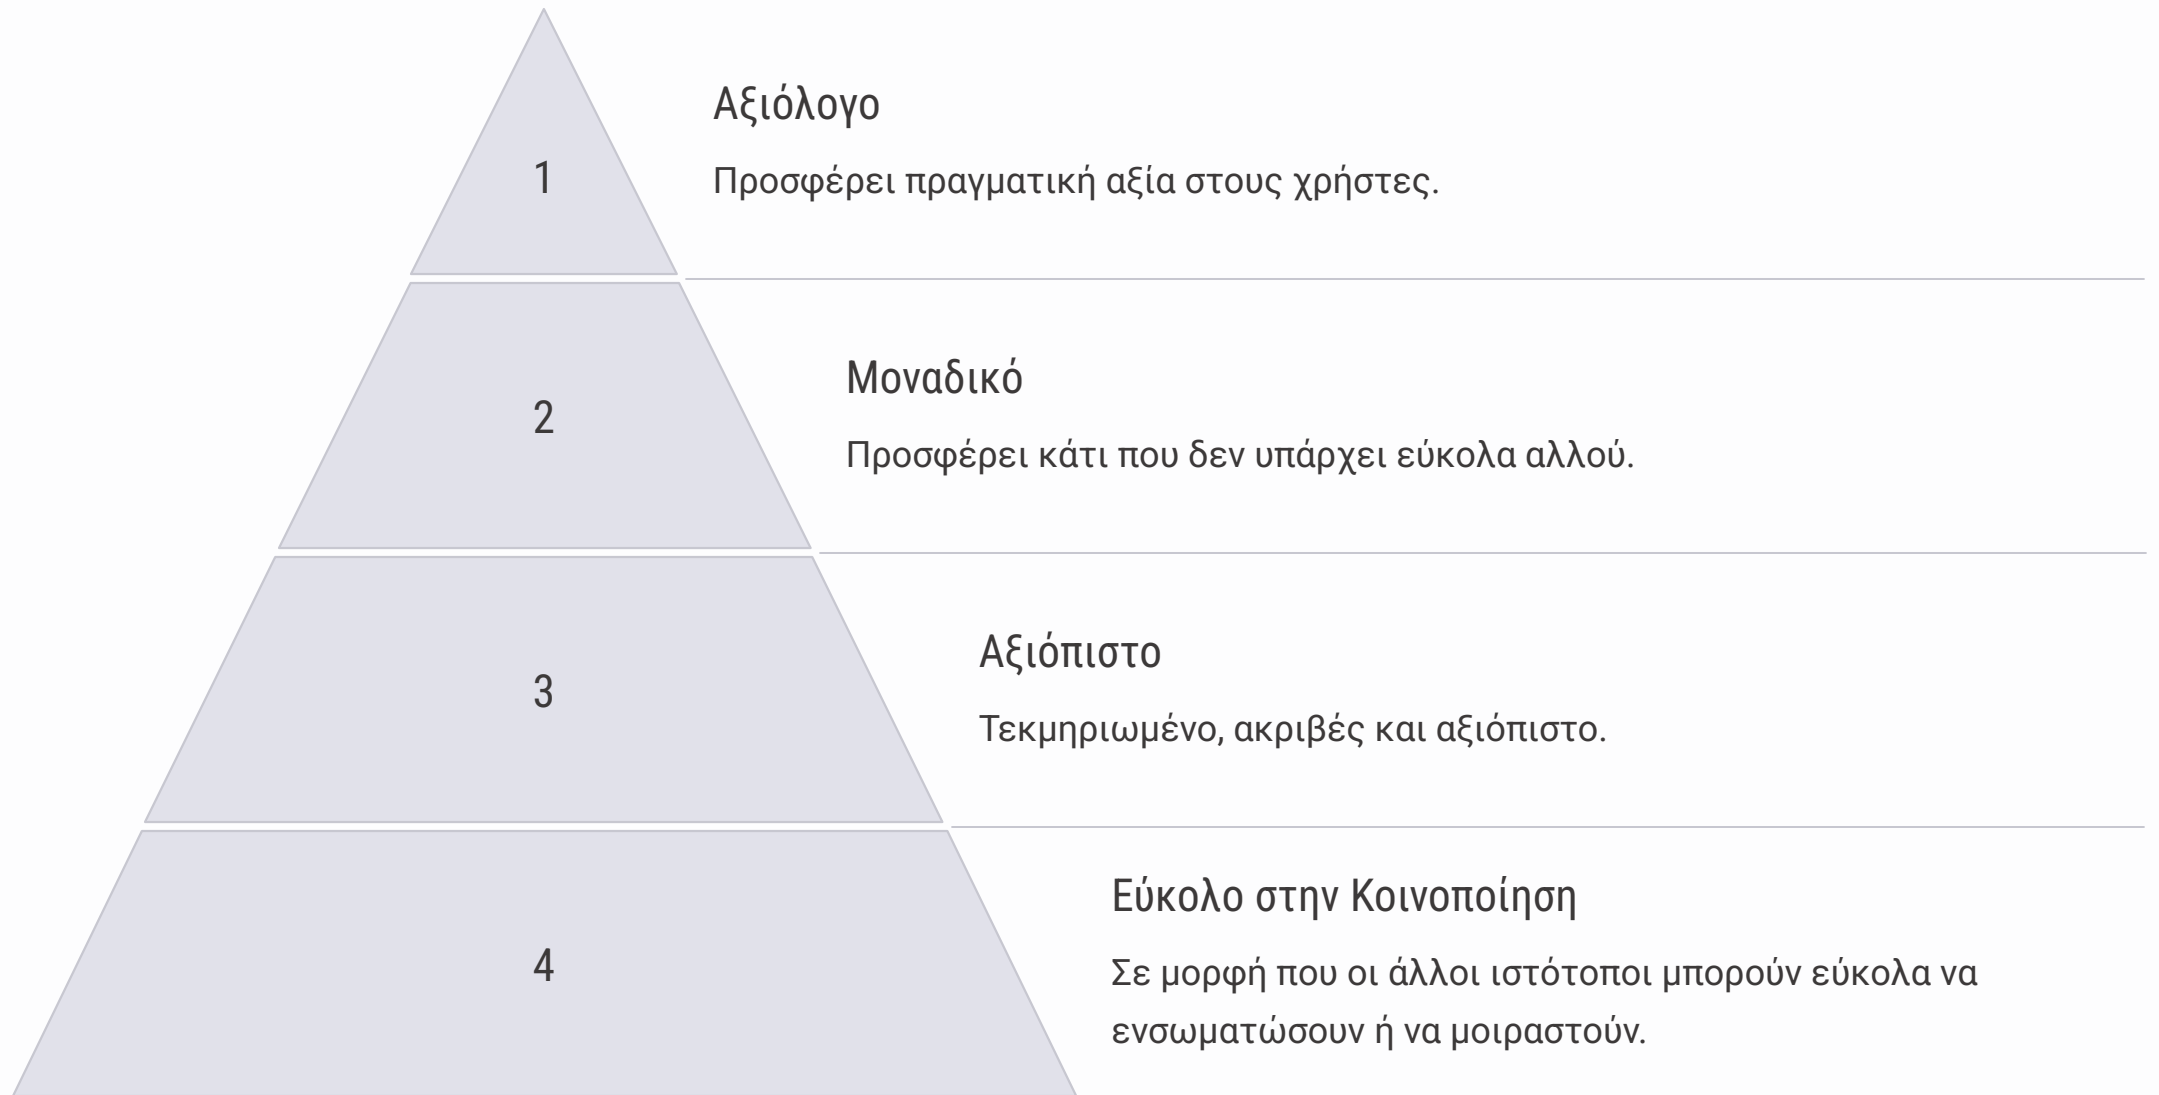 1
Αξιόλογο
Προσφέρει πραγματική αξία στους χρήστες.
2
Μοναδικό
Προσφέρει κάτι που δεν υπάρχει εύκολα αλλού.
3
Αξιόπιστο
Τεκμηριωμένο, ακριβές και αξιόπιστο.
4
Εύκολο στην Κοινοποίηση
Σε μορφή που οι άλλοι ιστότοποι μπορούν εύκολα να
ενσωματώσουν ή να μοιραστούν.